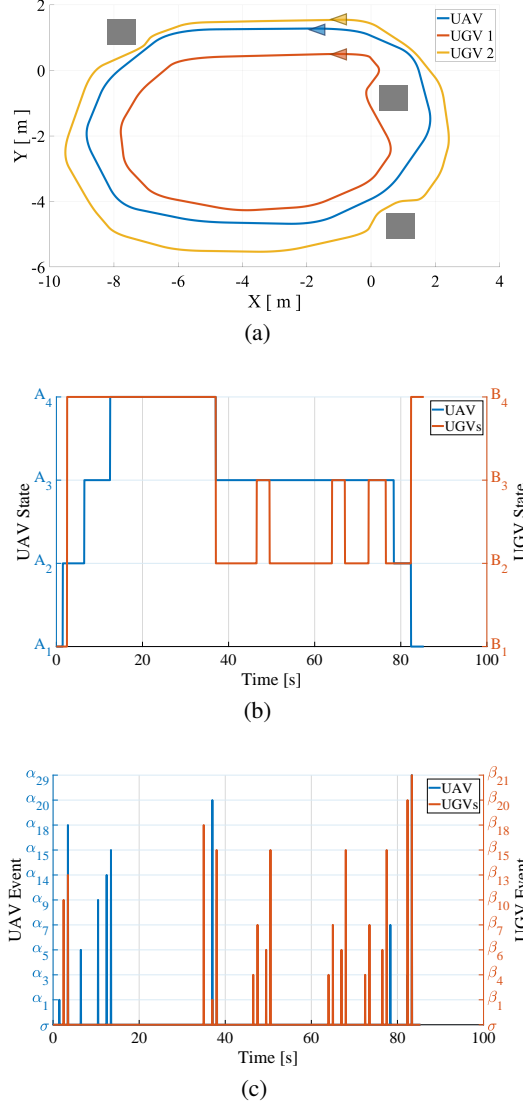 2
0
-2
-4
-6
Y [ m ]
UAV
UGV 1
UGV 2
-10 -8 -6 -4 -2 0 2 4
X [ m ]
(a)
A₄
A₃
A₂
A₁
UAV State
UAV
UGVs
B₄
B₃
B₂
B₁
UGV State
0 20 40 60 80 100
Time [s]
(b)
α₂₉
α₂₀
α₁₈
α₁₅
α₁₄
α₉
α₇
α₅
α₃
α₁
σ
UAV Event
UAV
UGVs
β₂₁
β₂₀
β₁₈
β₁₅
β₁₃
β₁₀
β₇
β₆
β₄
β₁
σ
UGV Event
0 20 40 60 80 100
Time [s]
(c)